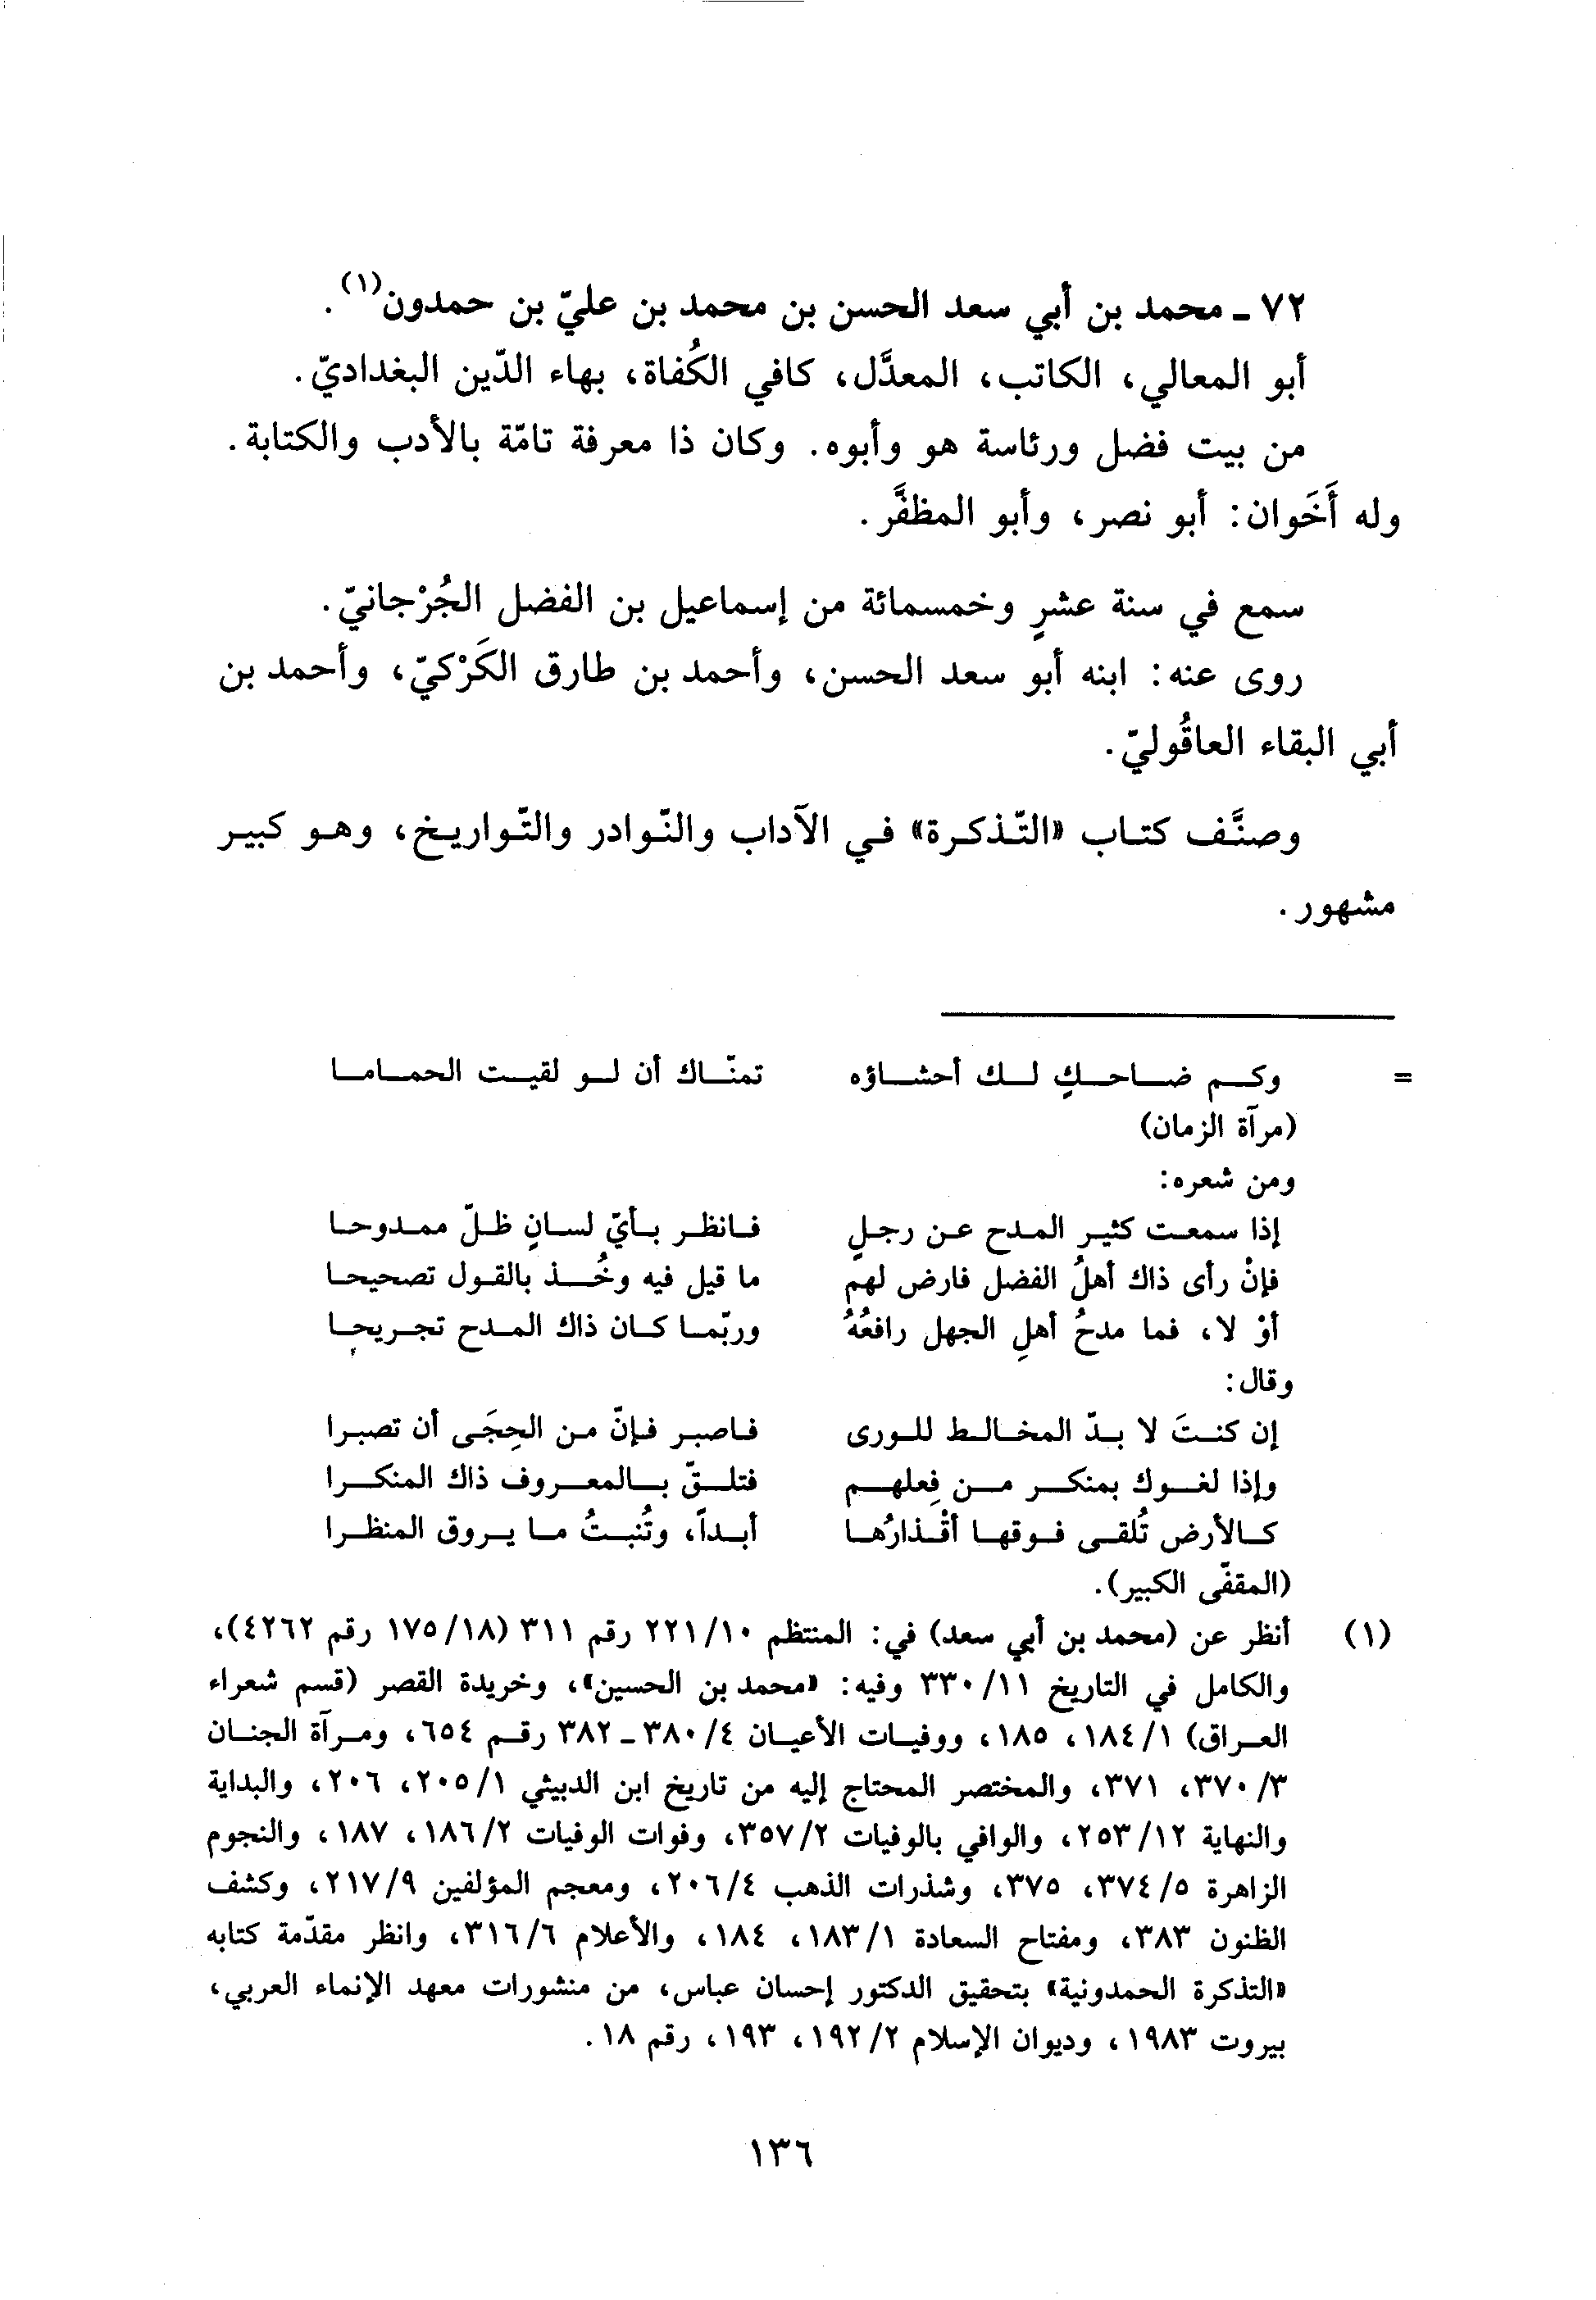 ٧٢ ـ محمد بن أبي سعد الحسن بن محمد بن عليّ بن حمدون(١).
أبو المعالي، الكاتب، المعدَّل، كافي الكُفاة، بهاء الدّين البغداديّ.
من بيت فضل ورئاسة هو وأبوه. وكان ذا معرفة تامّة بالأدب والكتابة.
وله أَخَوان: أبو نصر، وأبو المظفَّر.
سمع في سنة عشرٍ وخمسمائة من إسماعيل بن الفضل الجُرْجانيّ.
روى عنه: ابنه أبو سعد الحسن، وأحمد بن طارق الكَرْكيّ، وأحمد بن
أبي البقاء العاقُوليّ.
وصنَّف كتاب «التّذكرة» في الآداب والنّوادر والتّواريخ، وهو كبير
مشهور.
= وكم ضاحكٍ لك أحشاؤه تمنّاك أن لو لقيت الحماما
(مرآة الزمان)
ومن شعره:
إذا سمعت كثير المدح عن رجلٍ فانظر بأيّ لسانٍ ظلّ ممدوحا
فإنْ رأى ذاك أهلُ الفضل فارض لهم ما قيل فيه وخُذ بالقول تصحيحا
أوْ لا، فما مدحُ أهلِ الجهل رافعُهُ وربّما كان ذاك المدح تجريحا
وقال:
إن كنتَ لا بدّ المخالط للورى فاصبر فإنّ من الحِجَى أن تصبرا
وإذا لغوك بمنكر من فِعلهم فتلقّ بالمعروف ذاك المنكرا
كالأرض تُلقى فوقها أقْذارُها أبداً، وتُنبتُ ما يروق المنظرا
(المقفّى الكبير).
(١) أنظر عن (محمد بن أبي سعد) في: المنتظم ٢٢١/١٠ رقم ٣١١ (١٧٥/١٨ رقم ٤٢٦٢)،
والكامل في التاريخ ٣٣٠/١١ وفيه: «محمد بن الحسين»، وخريدة القصر (قسم شعراء
العراق) ١٨٤/١، ١٨٥، ووفيات الأعيان ٣٨٠/٤ ـ ٣٨٢ رقم ٦٥٤، ومرآة الجنان
٣٧٠/٣، ٣٧١، والمختصر المحتاج إليه من تاريخ ابن الدبيثي ٢٠٥/١، ٢٠٦، والبداية
والنهاية ٢٥٣/١٢، والوافي بالوفيات ٣٥٧/٢، وفوات الوفيات ١٨٦/٢، ١٨٧، والنجوم
الزاهرة ٣٧٤/٥، ٣٧٥، وشذرات الذهب ٢٠٦/٤، ومعجم المؤلفين ٢١٧/٩، وكشف
الظنون ٣٨٣، ومفتاح السعادة ١٨٣/١، ١٨٤، والأعلام ٣١٦/٦، وانظر مقدّمة كتابه
«التذكرة الحمدونية» بتحقيق الدكتور إحسان عباس، من منشورات معهد الإنماء العربي،
بيروت ١٩٨٣، وديوان الإسلام ١٩٢/٢، ١٩٣، رقم ١٨.
١٣٦